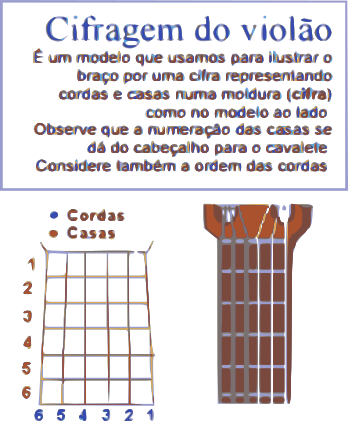 Cifragem do violão
É um modelo que usamos para ilustrar o
braço por uma cifra representando
cordas e casas numa moldura (cifra)
como no modelo ao lado
Observe que a numeração das casas se
dá do cabeçalho para o cavalete
Considere também a ordem das cordas
Cordas
Casas
1
2
3
4
5
6
6 5 4 3 2 1